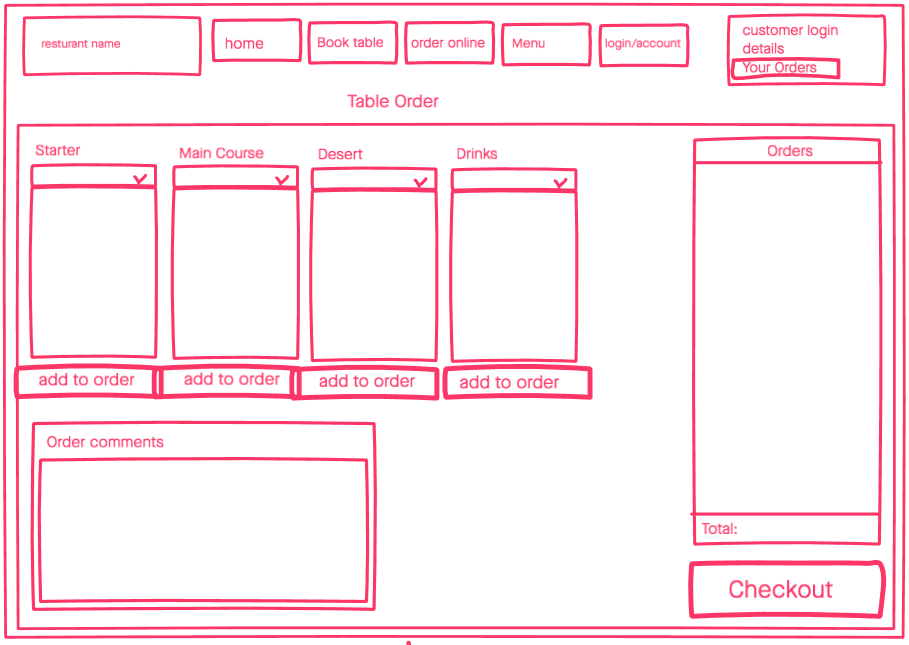 resturant name
home
Book table
order online
Menu
login/account
customer login
details
Your Orders
Table Order
Starter
Main Course
Desert
Drinks
Orders
add to order
add to order
add to order
add to order
Order comments
Total:
Checkout